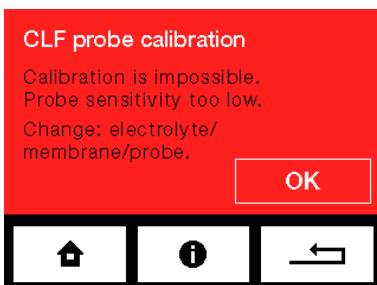 CLF probe calibration
Calibration is impossible.
Probe sensitivity too low.
Change: electrolyte/
membrane/probe.
OK